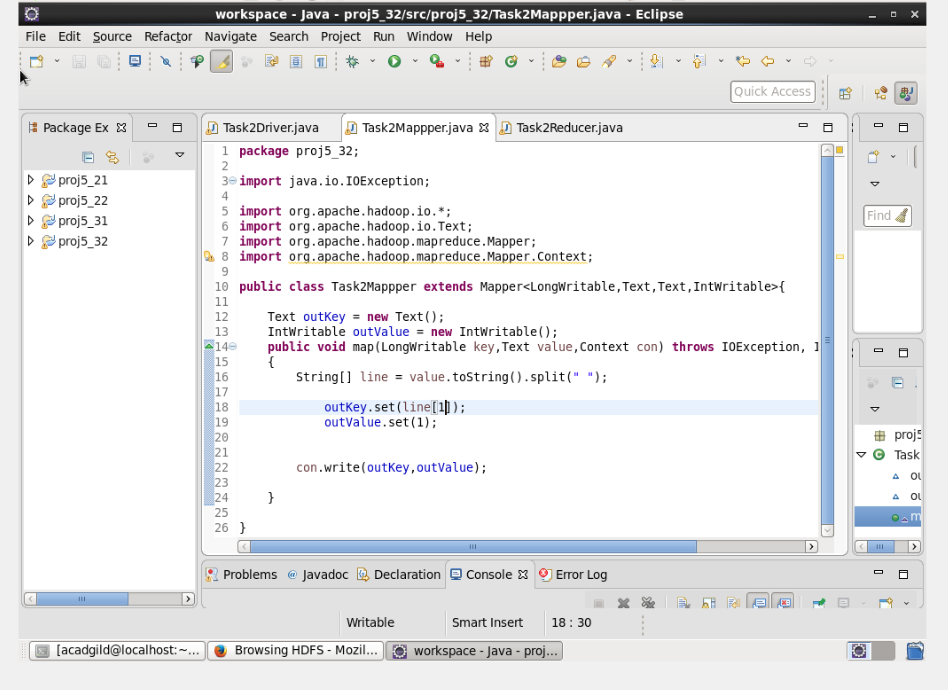 workspace - Java - proj5_32/src/proj5_32/Task2Mappper.java - Eclipse
File Edit Source Refactor Navigate Search Project Run Window Help
Quick Access
Package Ex
Task2Driver.java Task2Mappper.java Task2Reducer.java
proj5_21
proj5_22
proj5_31
proj5_32
1 package proj5_32;
2
3 import java.io.IOException;
4
5 import org.apache.hadoop.io.*;
6 import org.apache.hadoop.io.Text;
7 import org.apache.hadoop.mapreduce.Mapper;
8 import org.apache.hadoop.mapreduce.Mapper.Context;
9
10 public class Task2Mappper extends Mapper<LongWritable,Text,Text,IntWritable>{
11
12 Text outKey = new Text();
13 IntWritable outValue = new IntWritable();
14 public void map(LongWritable key,Text value,Context con) throws IOException, I
15 {
16 String[] line = value.toString().split(" ");
17
18 outKey.set(line[1]);
19 outValue.set(1);
20
21
22 con.write(outKey,outValue);
23
24 }
25
26 }
Find
proj5
Task
ou
ou
m
Problems @ Javadoc Declaration Console Error Log
Writable Smart Insert 18 : 30
[acadgild@localhost:~... Browsing HDFS - Mozil... workspace - Java - proj...